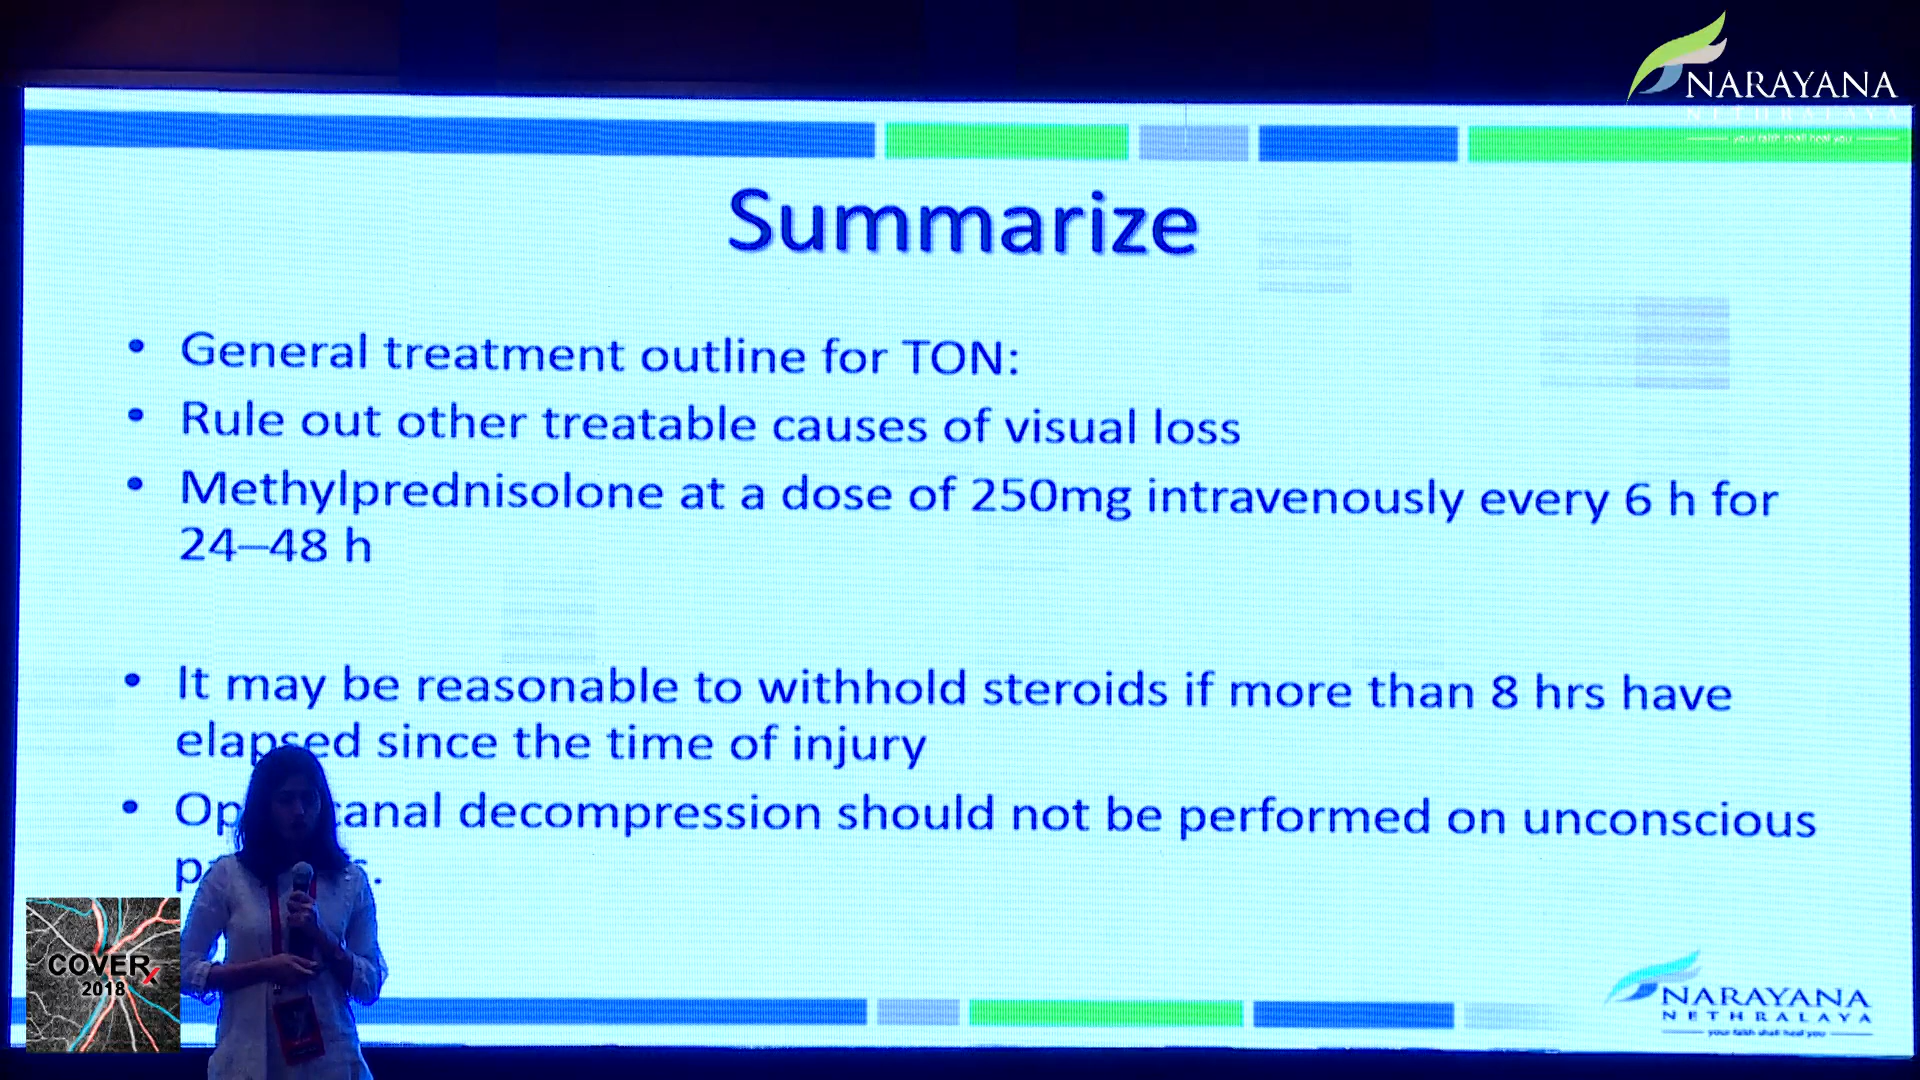 NARAYANA
NETHRALAYA
your faith shall heal you
Summarize
• General treatment outline for TON:
• Rule out other treatable causes of visual loss
• Methylprednisolone at a dose of 250mg intravenously every 6 h for
24–48 h
• It may be reasonable to withhold steroids if more than 8 hrs have
elapsed since the time of injury
• canal decompression should not be performed on unconscious
COVERx
2018
NARAYANA
NETHRALAYA
your faith shall heal you